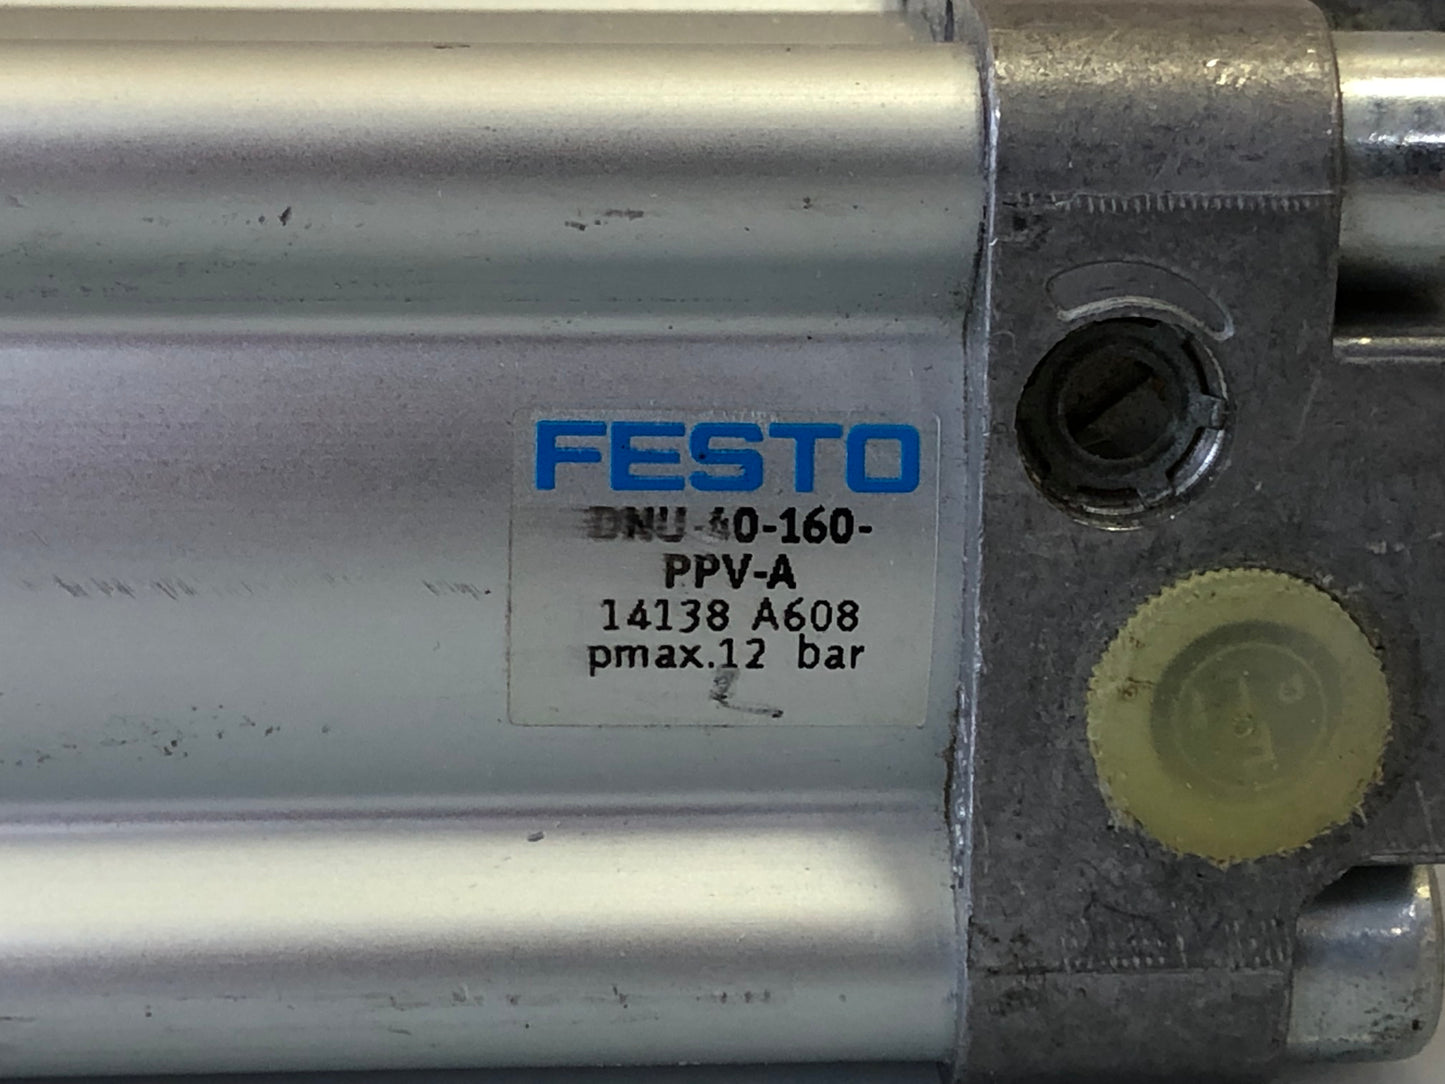 FESTO
DNU-40-160-
PPV-A
14138 A608
pmax.12 bar